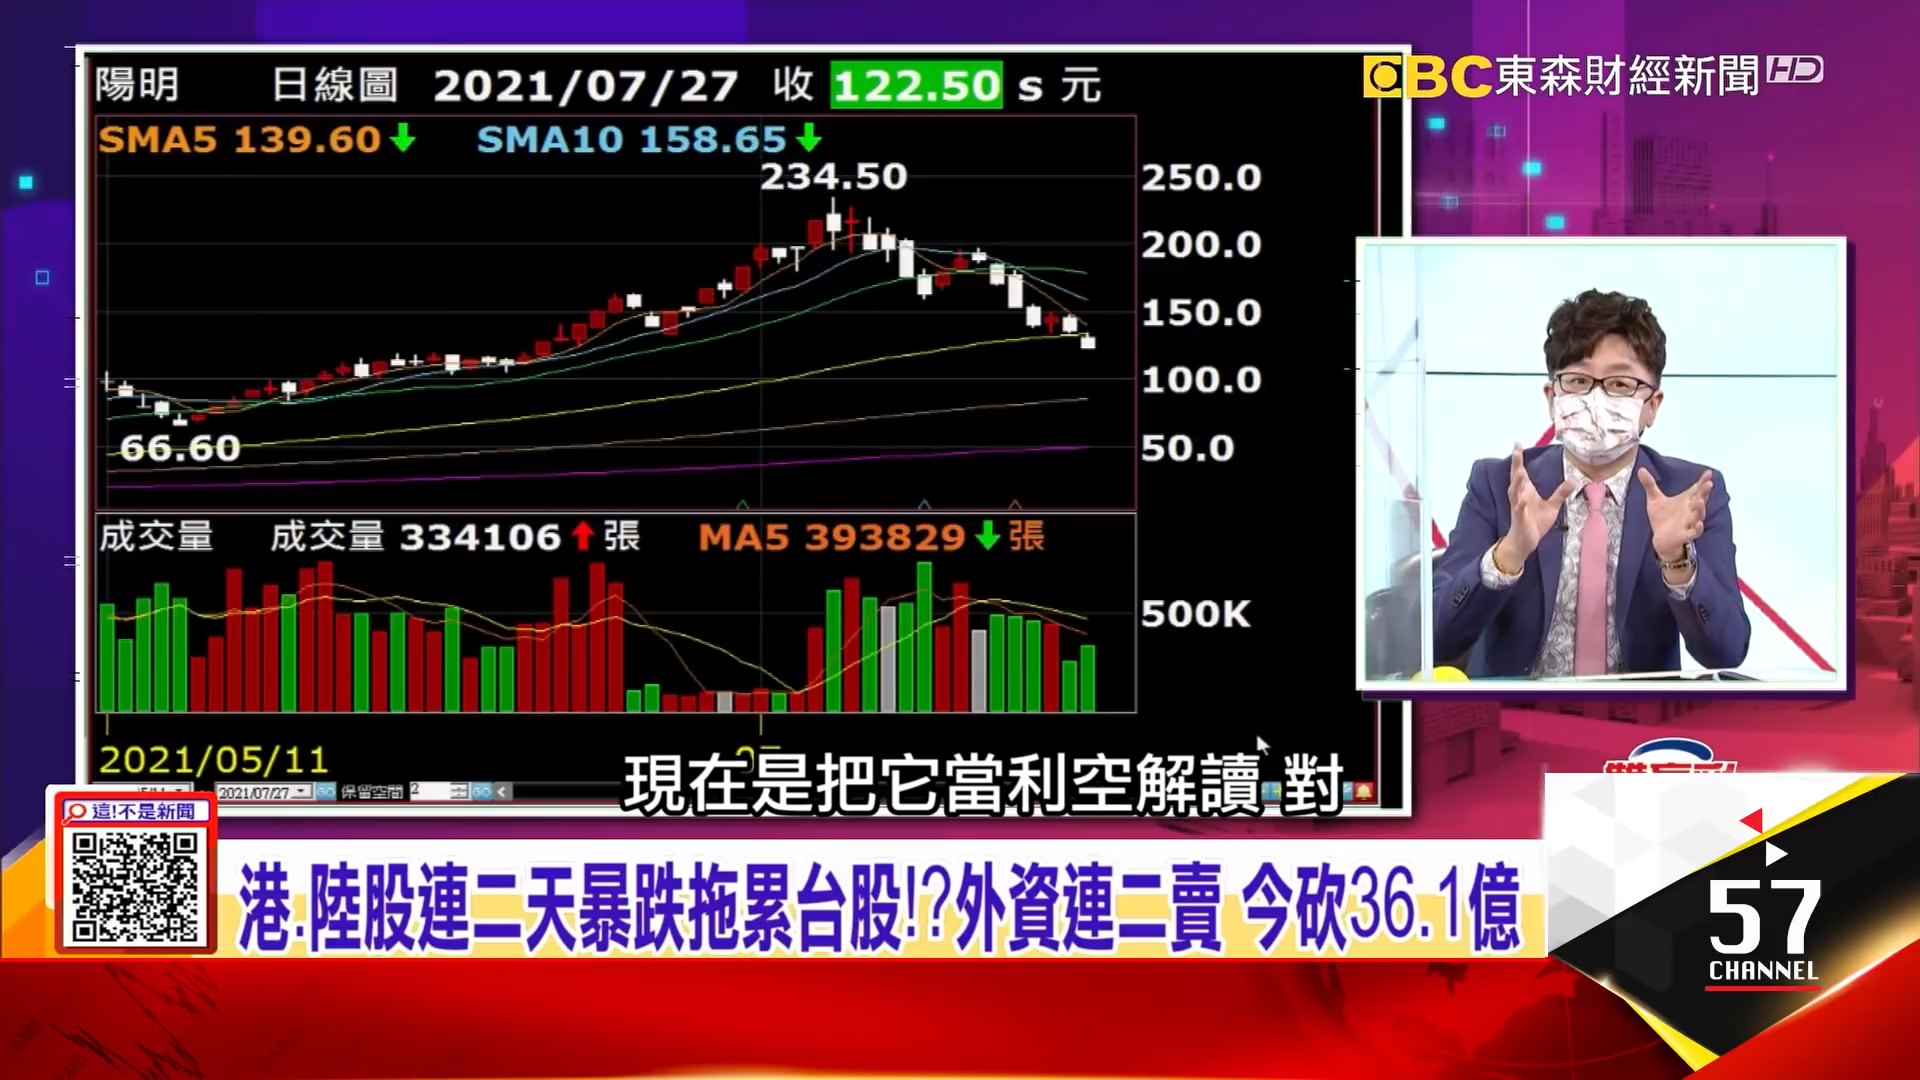 陽明 日線圖 2021/07/27 收 122.50 s 元
EBC 東森財經新聞 HD
SMA5 139.60 ↓ SMA10 158.65 ↓
234.50
250.0
200.0
150.0
100.0
66.60
50.0
成交量 成交量 334106 ↑ 張 MA5 393829 ↓ 張
500K
2021/05/11
2021/07/27 GO 保留空間 2 GO
現在是把它當利空解讀 對
這!不是新聞
港.陸股連二天暴跌拖累台股!?外資連二賣 今砍36.1億
57
CHANNEL